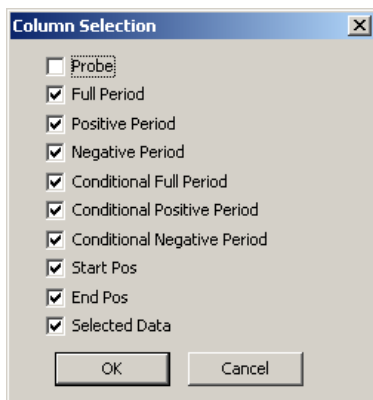 Column Selection
Probe
Full Period
Positive Period
Negative Period
Conditional Full Period
Conditional Positive Period
Conditional Negative Period
Start Pos
End Pos
Selected Data
OK Cancel